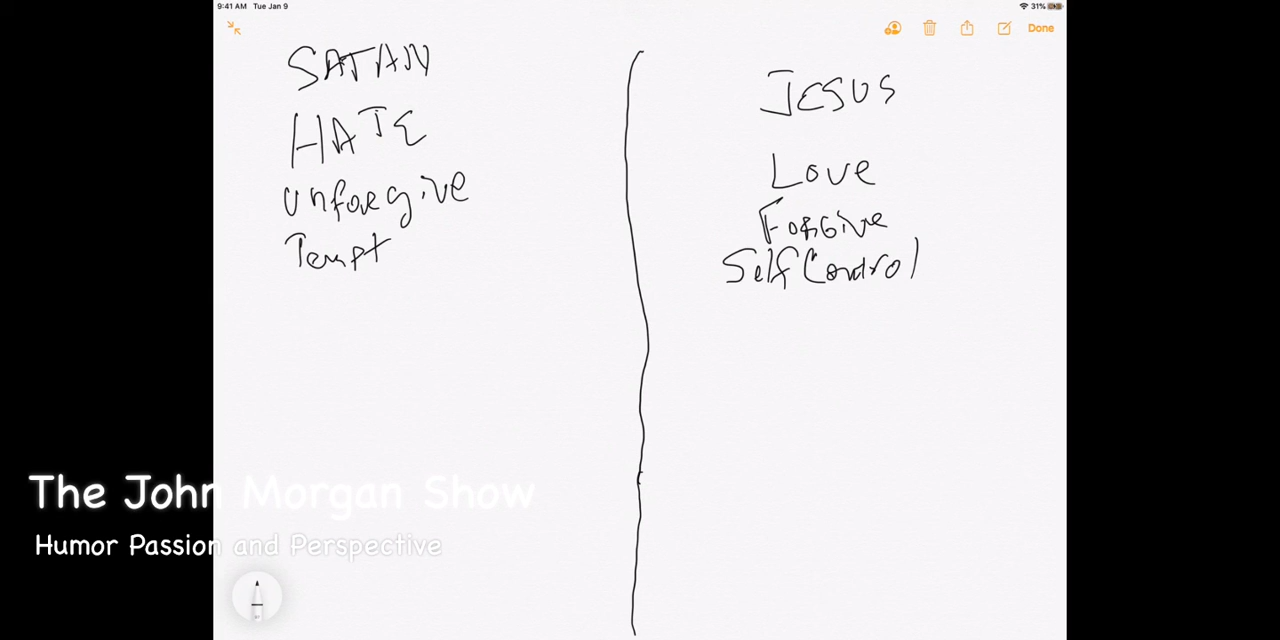 9:41 AM Tue Jan 9
31%
Done
SATAN
HATE
unforgive
Tempt
JESUS
Love
Forgive
Self Control
The John Morgan Show
Humor Passion and Perspective